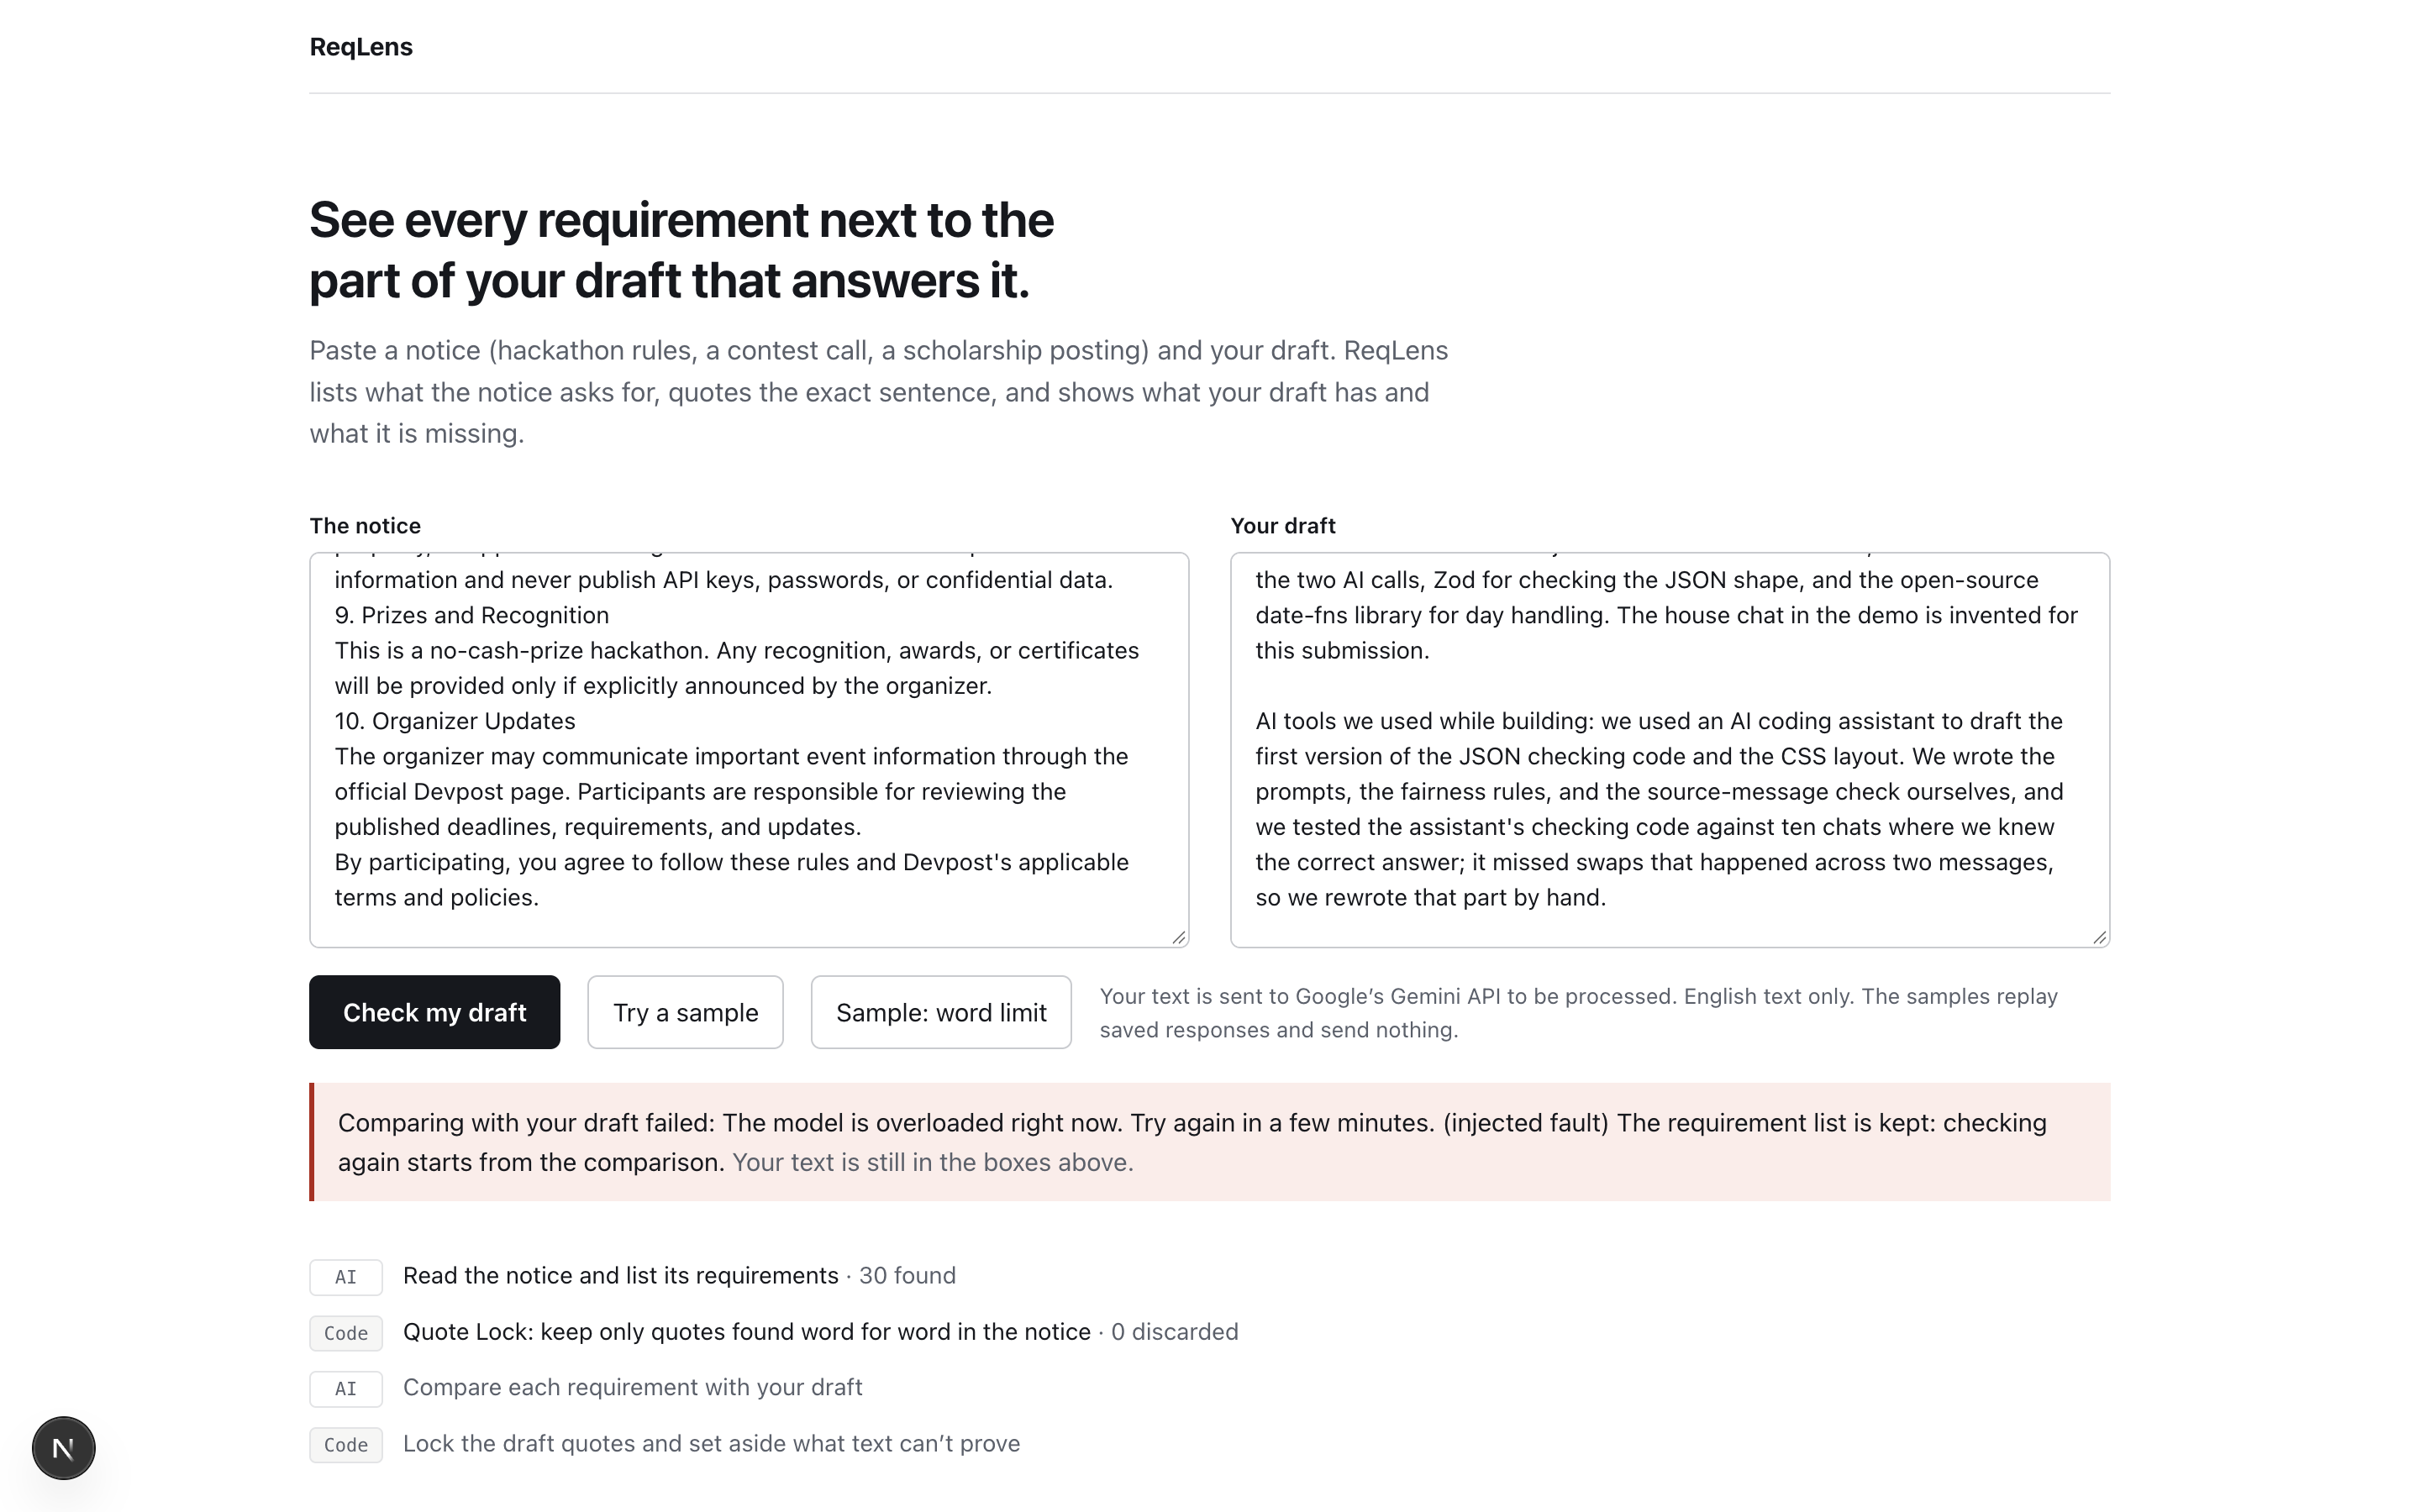 ReqLens
See every requirement next to the
part of your draft that answers it.
Paste a notice (hackathon rules, a contest call, a scholarship posting) and your draft. ReqLens
lists what the notice asks for, quotes the exact sentence, and shows what your draft has and
what it is missing.
The notice
information and never publish API keys, passwords, or confidential data.
9. Prizes and Recognition
This is a no-cash-prize hackathon. Any recognition, awards, or certificates
will be provided only if explicitly announced by the organizer.
10. Organizer Updates
The organizer may communicate important event information through the
official Devpost page. Participants are responsible for reviewing the
published deadlines, requirements, and updates.
By participating, you agree to follow these rules and Devpost's applicable
terms and policies.
Your draft
the two AI calls, Zod for checking the JSON shape, and the open-source
date-fns library for day handling. The house chat in the demo is invented for
this submission.
AI tools we used while building: we used an AI coding assistant to draft the
first version of the JSON checking code and the CSS layout. We wrote the
prompts, the fairness rules, and the source-message check ourselves, and
we tested the assistant's checking code against ten chats where we knew
the correct answer; it missed swaps that happened across two messages,
so we rewrote that part by hand.
Check my draft
Try a sample
Sample: word limit
Your text is sent to Google’s Gemini API to be processed. English text only. The samples replay
saved responses and send nothing.
Comparing with your draft failed: The model is overloaded right now. Try again in a few minutes. (injected fault) The requirement list is kept: checking
again starts from the comparison. Your text is still in the boxes above.
AI Read the notice and list its requirements · 30 found
Code Quote Lock: keep only quotes found word for word in the notice · 0 discarded
AI Compare each requirement with your draft
Code Lock the draft quotes and set aside what text can’t prove
N